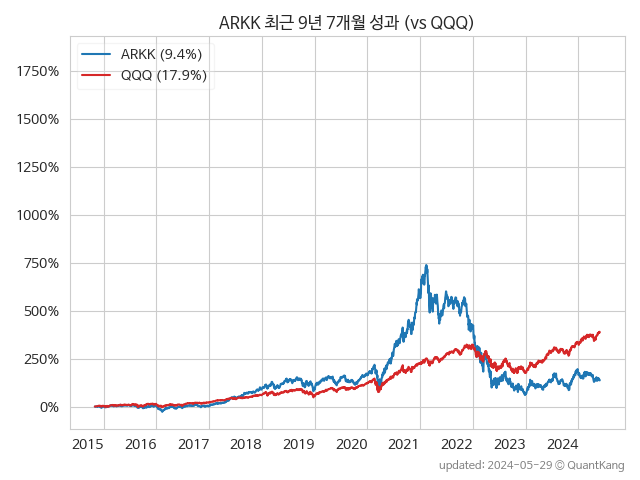 ARKK 최근 9년 7개월 성과 (vs QQQ)
ARKK (9.4%)
QQQ (17.9%)
1750%
1500%
1250%
1000%
750%
500%
250%
0%
2015 2016 2017 2018 2019 2020 2021 2022 2023 2024
updated: 2024-05-29 © QuantKang